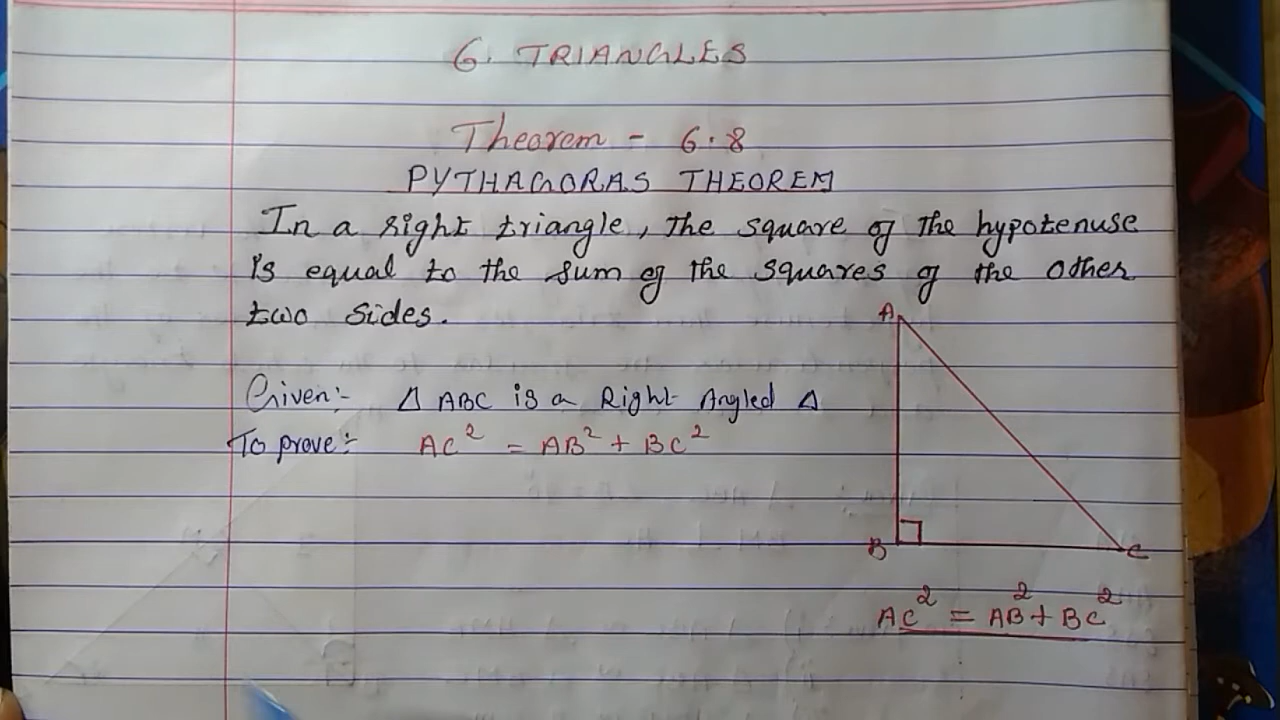 6. TRIANGLES
Theorem - 6.8
PYTHAGORAS THEOREM
In a right triangle, The square of The hypotenuse
is equal to the sum of the squares of the other
two sides.
A
Given:- Δ ABC is a Right Angled Δ
To prove:- AC² = AB² + BC²
B C
AC² = AB² + BC²